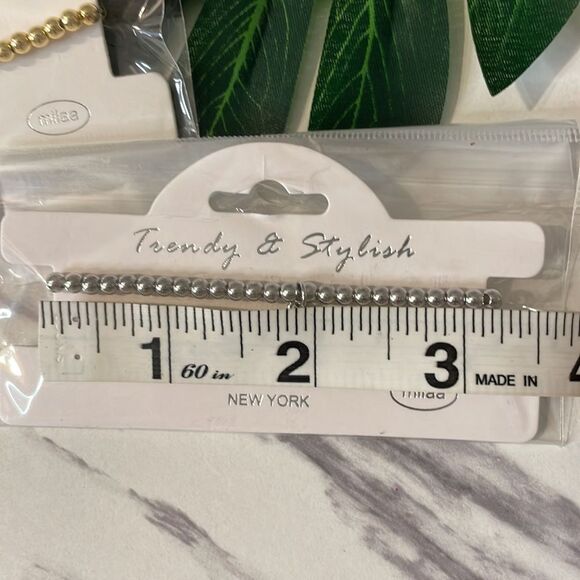 milaa
Trendy & Stylish
1 60 in 2 3 MADE IN 4
milaa
NEW YORK